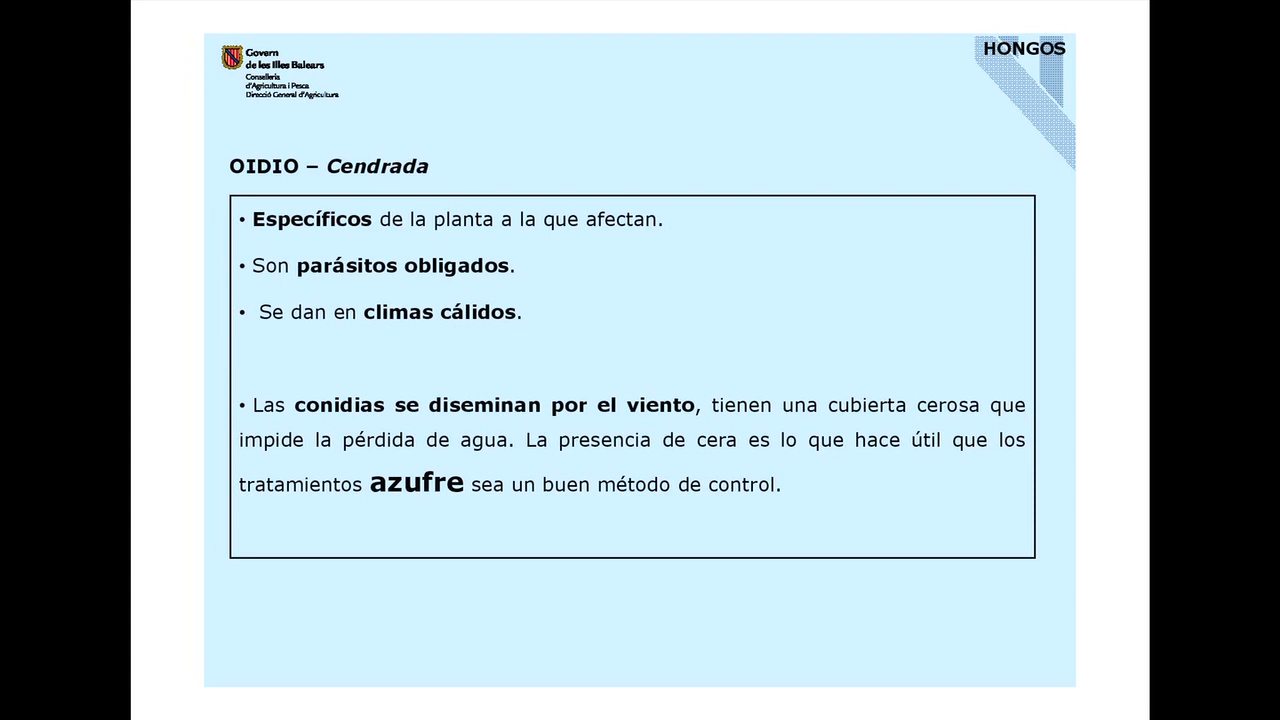 Govern
de les Illes Balears
Conselleria
d'Agricultura i Pesca
Direcció General d'Agricultura
HONGOS
OIDIO – Cendrada
• Específicos de la planta a la que afectan.
• Son parásitos obligados.
• Se dan en climas cálidos.
• Las conidias se diseminan por el viento, tienen una cubierta cerosa que
impide la pérdida de agua. La presencia de cera es lo que hace útil que los
tratamientos azufre sea un buen método de control.